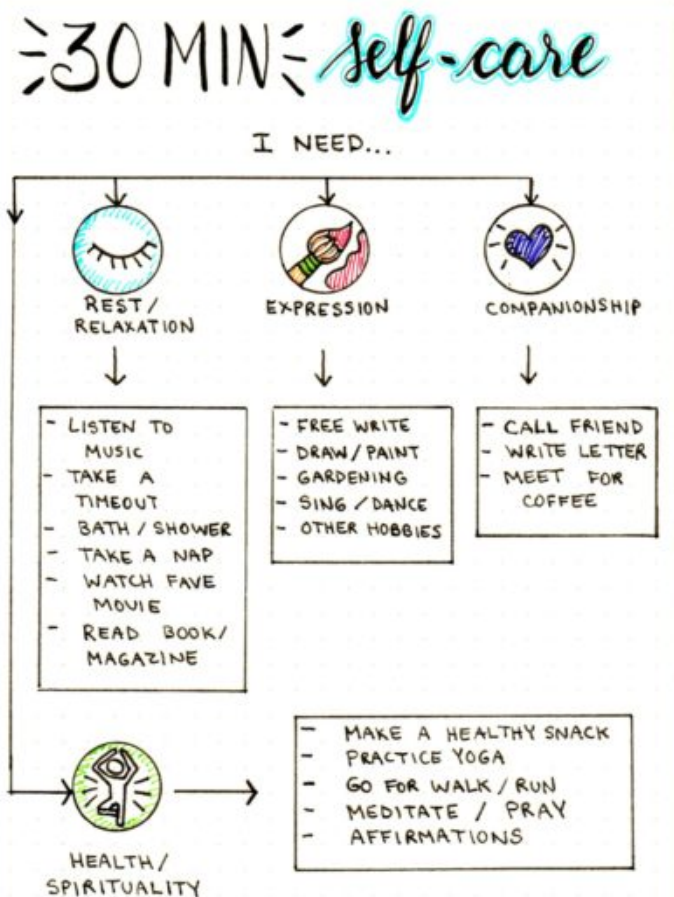 30 MIN self-care
I NEED...
REST/
RELAXATION
EXPRESSION
COMPANIONSHIP
- LISTEN TO
MUSIC
- TAKE A
TIMEOUT
- BATH / SHOWER
- TAKE A NAP
- WATCH FAVE
MOVIE
- READ BOOK/
MAGAZINE
- FREE WRITE
- DRAW/PAINT
- GARDENING
- SING / DANCE
- OTHER HOBBIES
- CALL FRIEND
- WRITE LETTER
- MEET FOR
COFFEE
HEALTH/
SPIRITUALITY
- MAKE A HEALTHY SNACK
- PRACTICE YOGA
- GO FOR WALK / RUN
- MEDITATE / PRAY
- AFFIRMATIONS